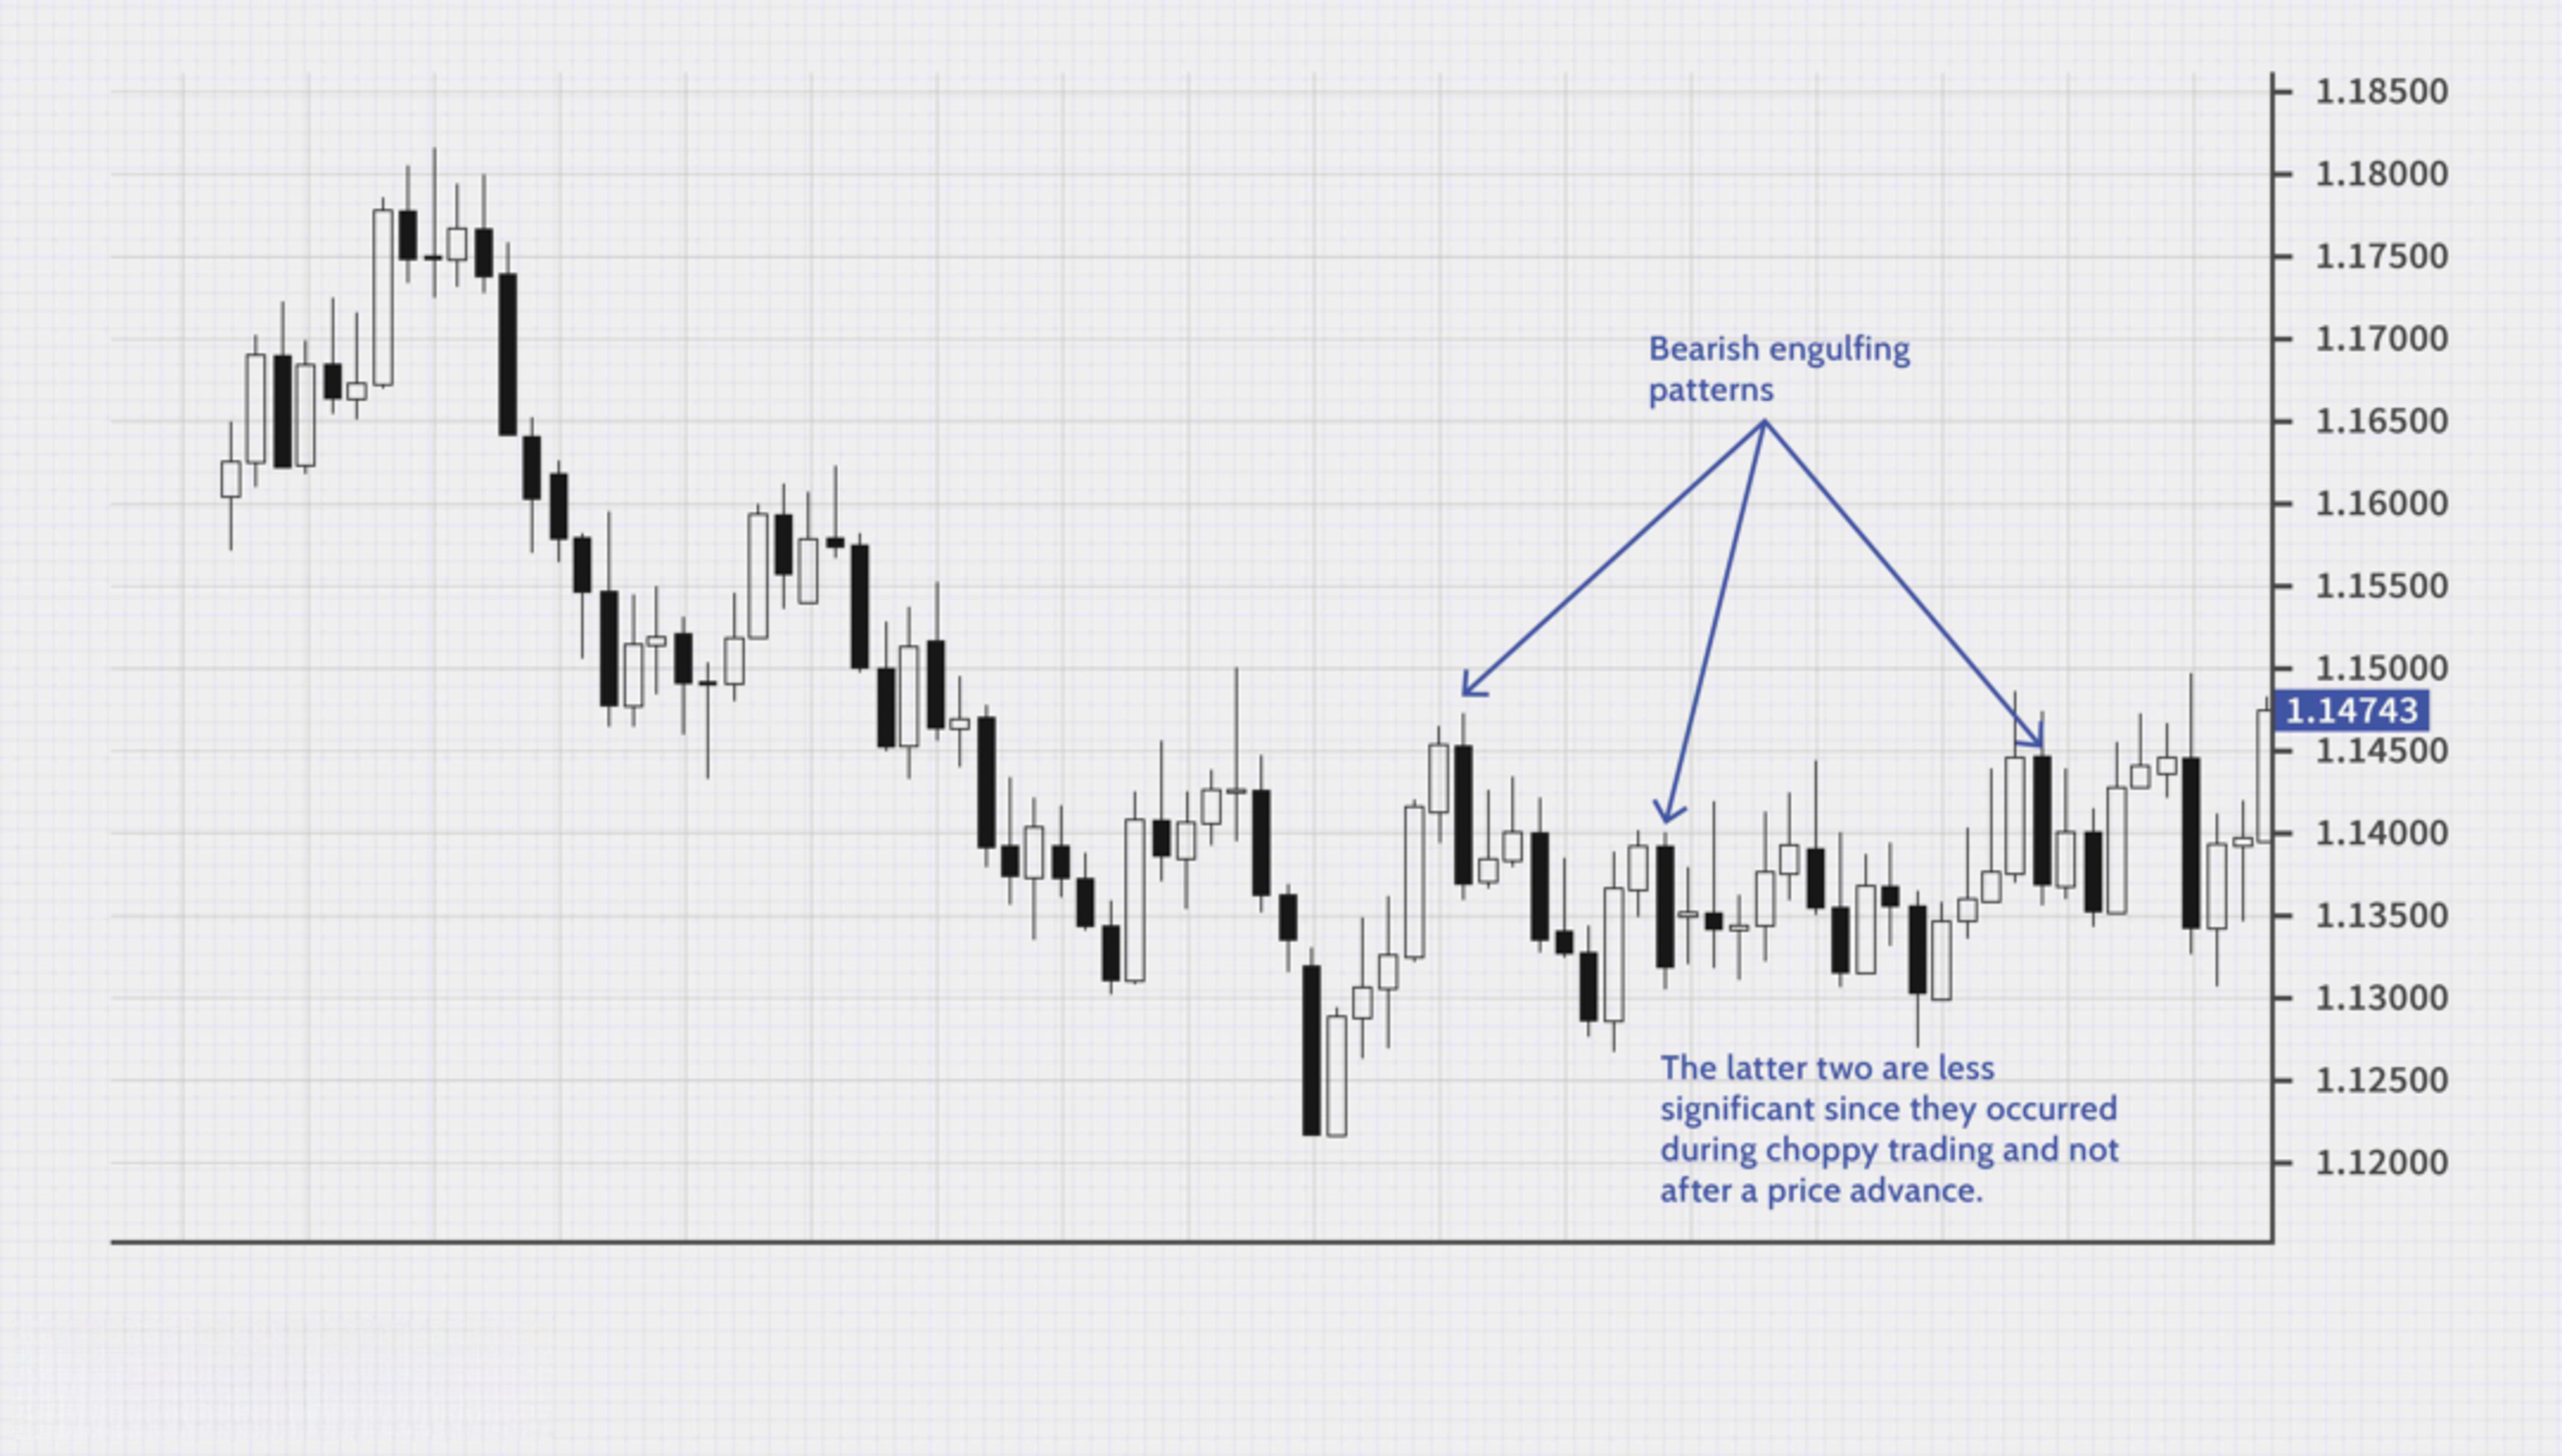 1.18500
1.18000
1.17500
1.17000
Bearish engulfing
patterns
1.16500
1.16000
1.15500
1.15000
1.14743
1.14500
1.14000
1.13500
1.13000
The latter two are less
significant since they occurred
during choppy trading and not
after a price advance.
1.12500
1.12000